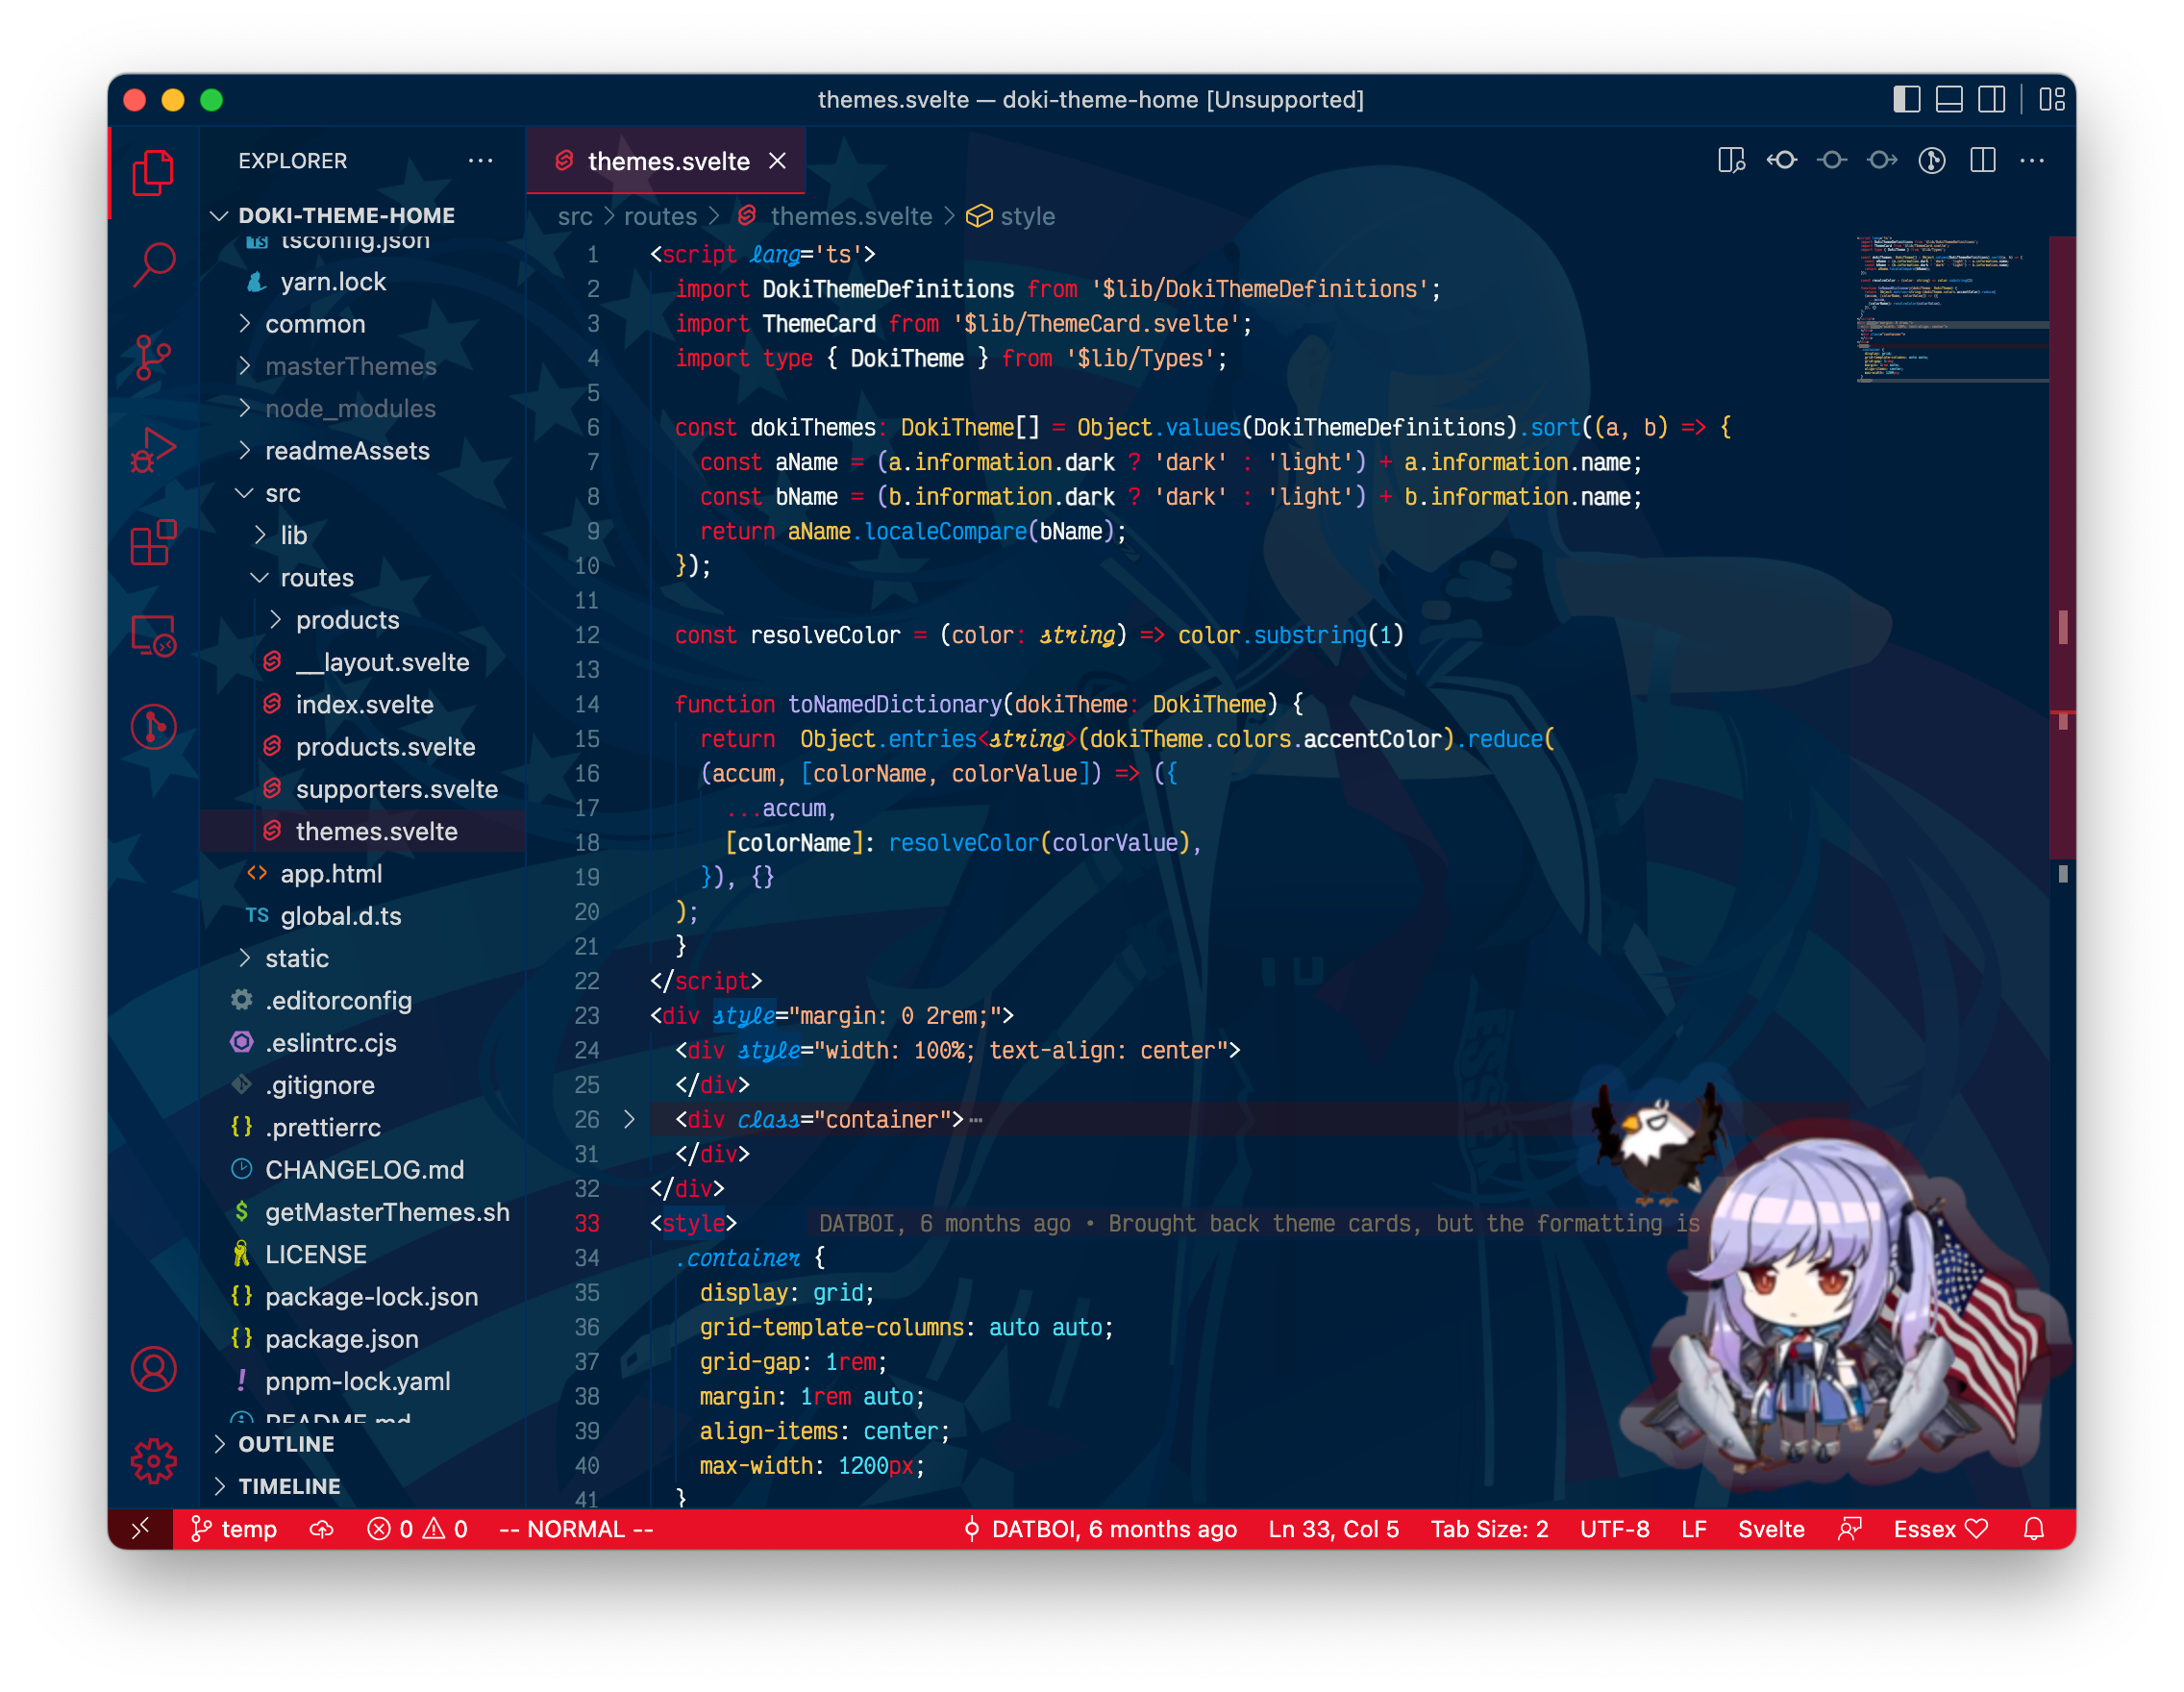 themes.svelte — doki-theme-home [Unsupported]
EXPLORER
DOKI-THEME-HOME
tsconfig.json
yarn.lock
common
masterThemes
node_modules
readmeAssets
src
lib
routes
products
__layout.svelte
index.svelte
products.svelte
supporters.svelte
themes.svelte
app.html
TS global.d.ts
static
.editorconfig
.eslintrc.cjs
.gitignore
{} .prettierrc
CHANGELOG.md
$ getMasterThemes.sh
LICENSE
{} package-lock.json
{} package.json
! pnpm-lock.yaml
README.md
OUTLINE
TIMELINE
themes.svelte
src > routes > themes.svelte > style
1 <script lang='ts'>
2 import DokiThemeDefinitions from '$lib/DokiThemeDefinitions';
3 import ThemeCard from '$lib/ThemeCard.svelte';
4 import type { DokiTheme } from '$lib/Types';
5
6 const dokiThemes: DokiTheme[] = Object.values(DokiThemeDefinitions).sort((a, b) => {
7 const aName = (a.information.dark ? 'dark' : 'light') + a.information.name;
8 const bName = (b.information.dark ? 'dark' : 'light') + b.information.name;
9 return aName.localeCompare(bName);
10 });
11
12 const resolveColor = (color: string) => color.substring(1)
13
14 function toNamedDictionary(dokiTheme: DokiTheme) {
15 return  Object.entries<string>(dokiTheme.colors.accentColor).reduce(
16 (accum, [colorName, colorValue]) => ({
17 ...accum,
18 [colorName]: resolveColor(colorValue),
19 }), {}
20 );
21 }
22 </script>
23 <div style="margin: 0 2rem;">
24 <div style="width: 100%; text-align: center">
25 </div>
26 <div class="container">⋯
31 </div>
32 </div>
33 <style> DATBOI, 6 months ago • Brought back theme cards, but the formatting is
34 .container {
35 display: grid;
36 grid-template-columns: auto auto;
37 grid-gap: 1rem;
38 margin: 1rem auto;
39 align-items: center;
40 max-width: 1200px;
41 }
ESSEX
temp 0 0 -- NORMAL -- DATBOI, 6 months ago Ln 33, Col 5 Tab Size: 2 UTF-8 LF Svelte Essex ♡